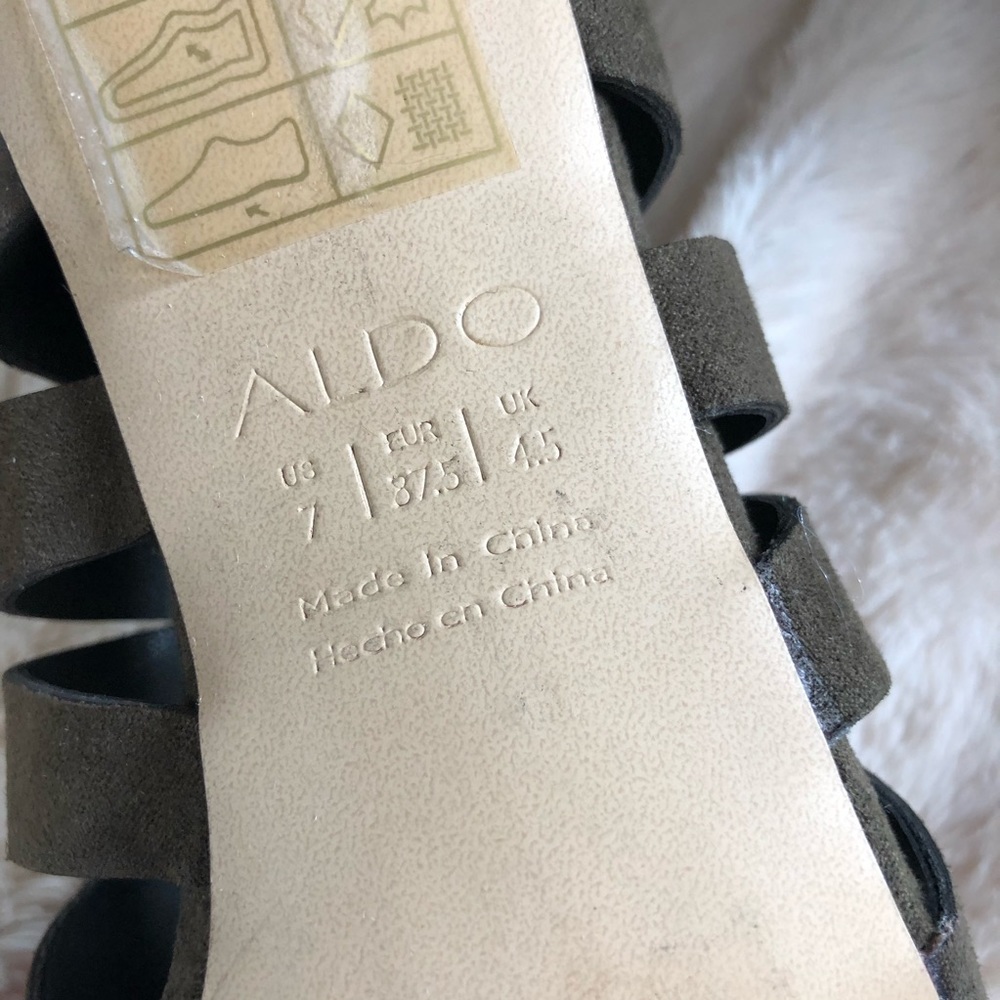 ALDO
US EUR UK
7 37.5 4.5
Made In China
Hecho en China